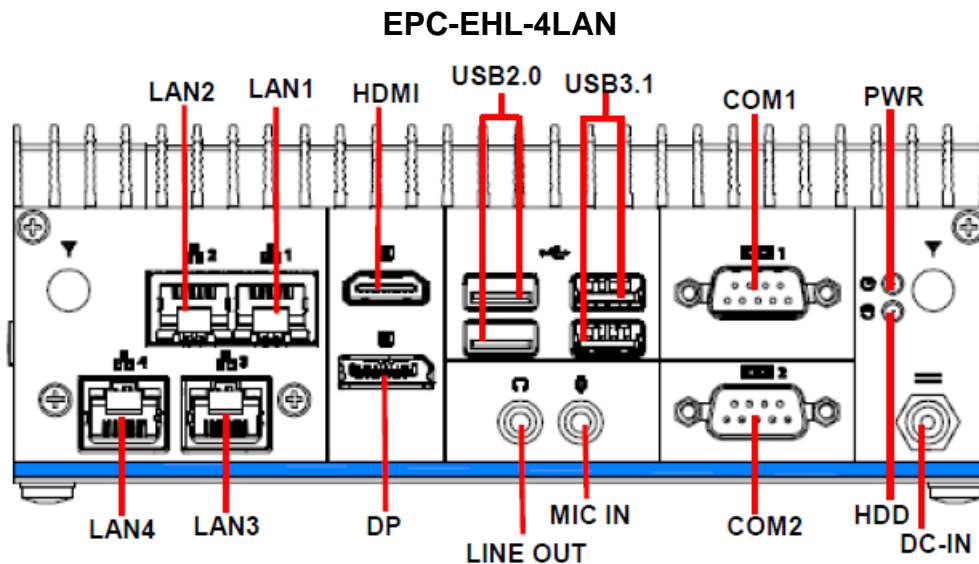 EPC-EHL-4LAN
USB2.0
USB3.1
LAN2
LAN1
HDMI
COM1
PWR
2
1
1
4
3
2
LAN4
LAN3
DP
LINE OUT
MIC IN
COM2
HDD
DC-IN